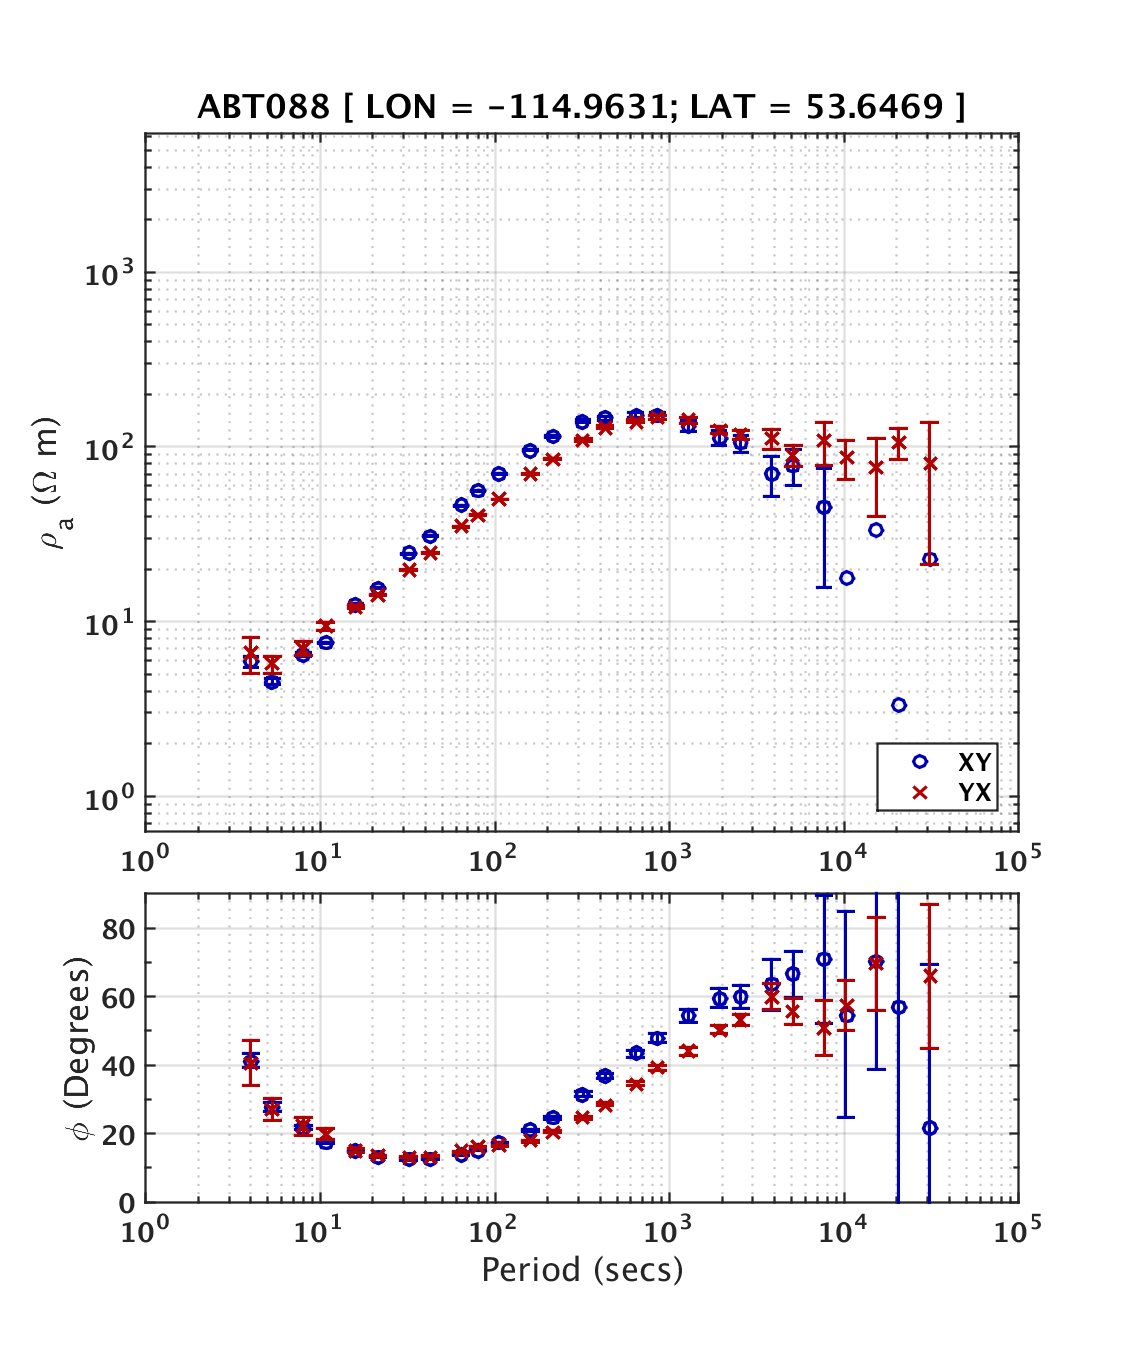 ABT088 [ LON = -114.9631; LAT = 53.6469 ]
ρa (Ω m)
10^3
10^2
10^1
10^0
XY
YX
10^0 10^1 10^2 10^3 10^4 10^5
ϕ (Degrees)
80
60
40
20
0
10^0 10^1 10^2 10^3 10^4 10^5
Period (secs)